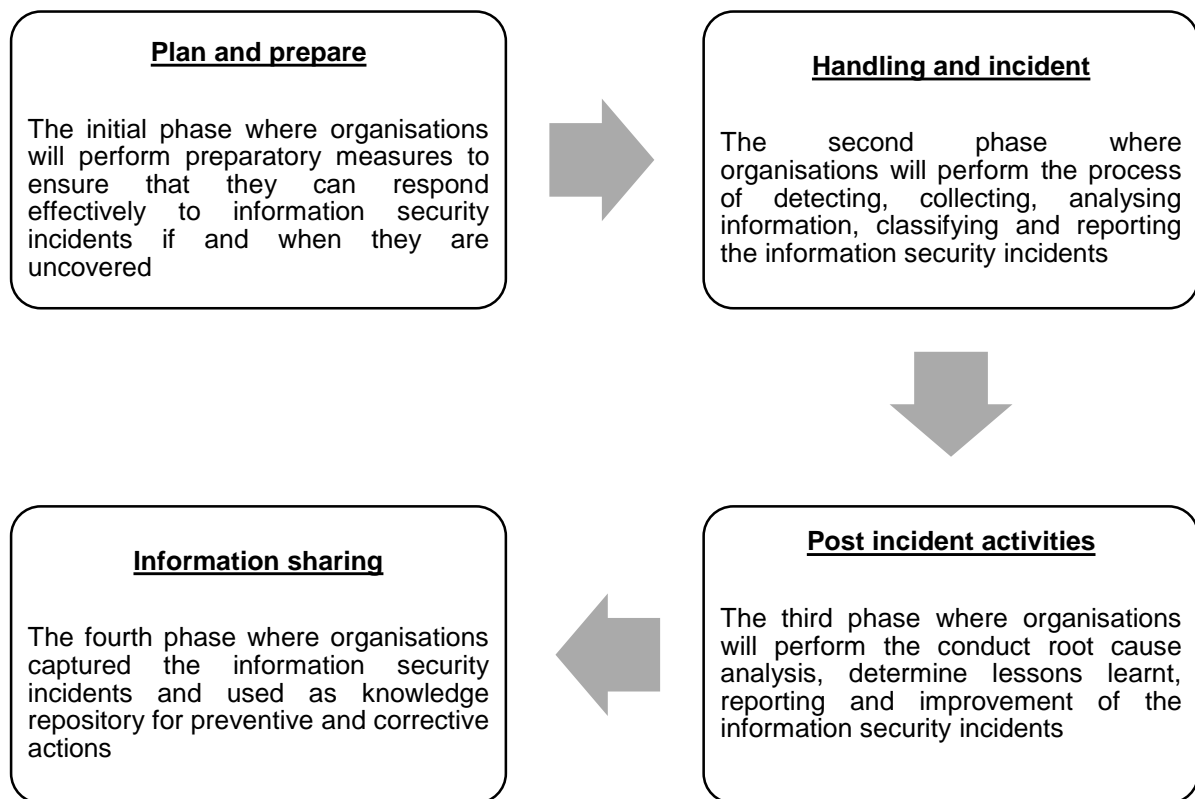 Plan and prepare
The initial phase where organisations
will perform preparatory measures to
ensure that they can respond
effectively to information security
incidents if and when they are
uncovered
Handling and incident
The second phase where
organisations will perform the process
of detecting, collecting, analysing
information, classifying and reporting
the information security incidents
Post incident activities
The third phase where organisations
will perform the conduct root cause
analysis, determine lessons learnt,
reporting and improvement of the
information security incidents
Information sharing
The fourth phase where organisations
captured the information security
incidents and used as knowledge
repository for preventive and corrective
actions